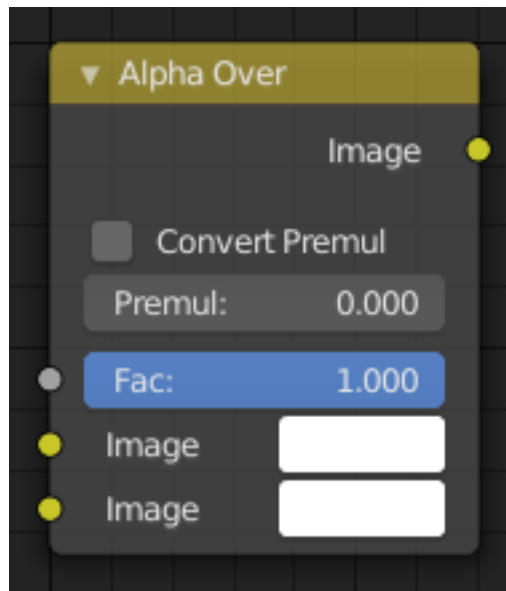 Alpha Over
Image
Convert Premul
Premul: 0.000
Fac: 1.000
Image
Image